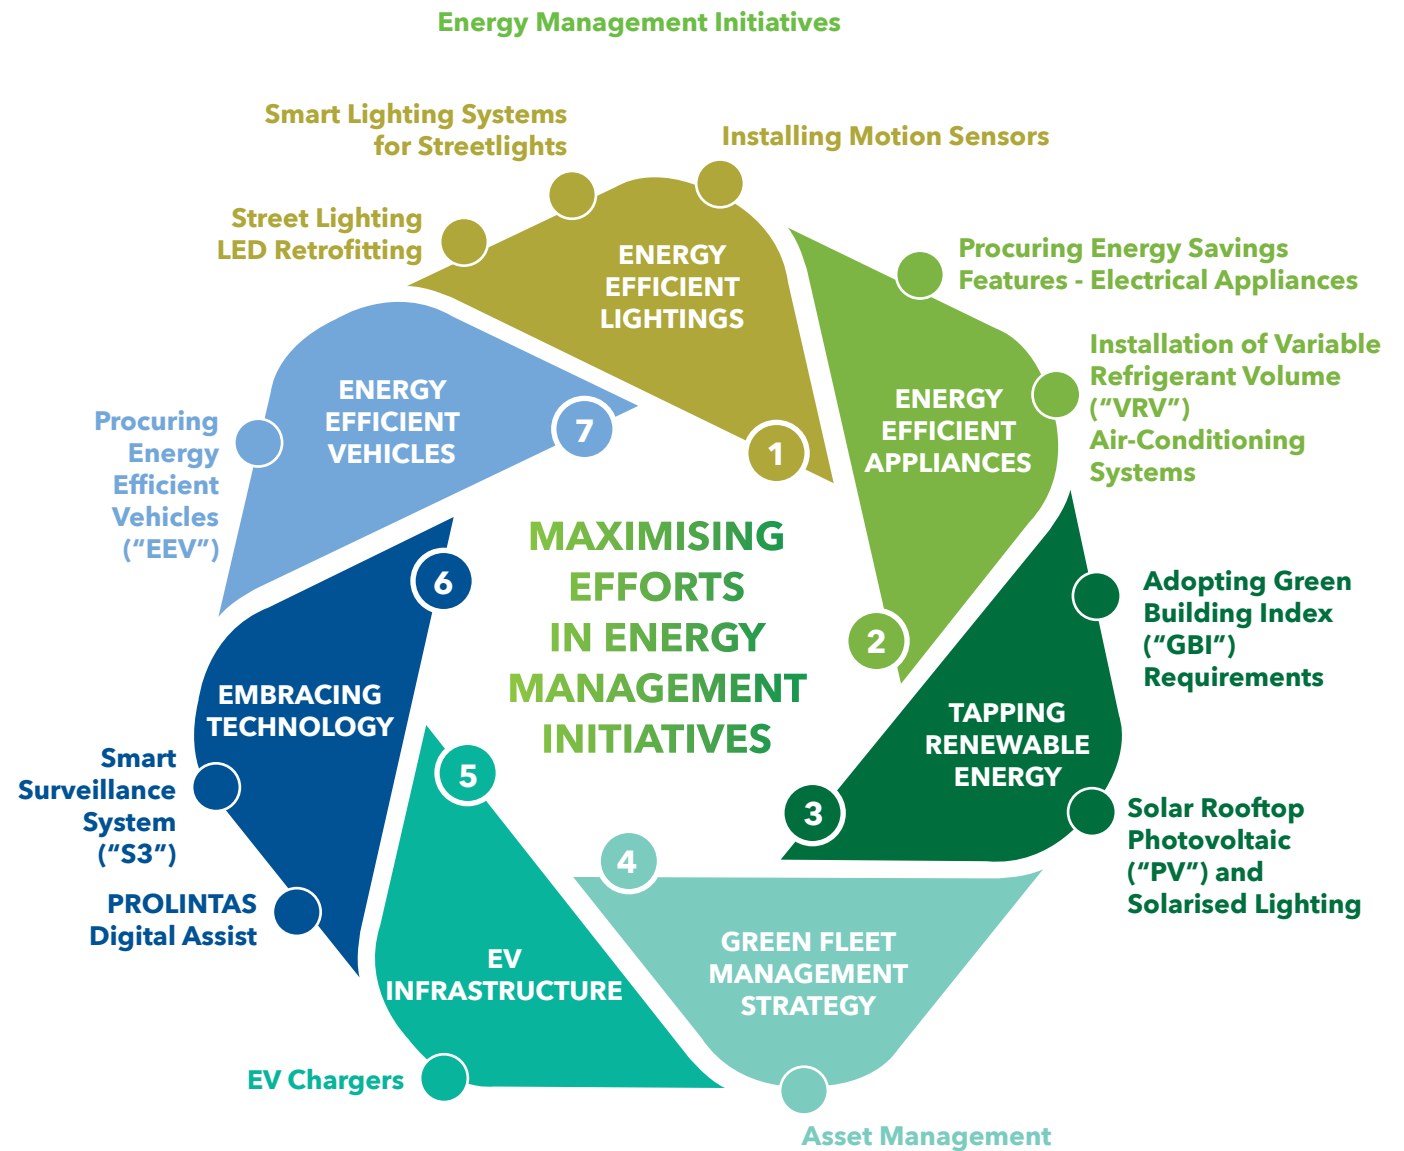 Energy Management Initiatives
Smart Lighting Systems
for Streetlights
Installing Motion Sensors
Street Lighting
LED Retrofitting
ENERGY
EFFICIENT
LIGHTINGS
1
Procuring Energy Savings
Features - Electrical Appliances
Installation of Variable
Refrigerant Volume
(“VRV”)
Air-Conditioning
Systems
ENERGY
EFFICIENT
APPLIANCES
2
Adopting Green
Building Index
(“GBI”)
Requirements
TAPPING
RENEWABLE
ENERGY
3
Solar Rooftop
Photovoltaic
(“PV”) and
Solarised Lighting
4
GREEN FLEET
MANAGEMENT
STRATEGY
Asset Management
5
EV
INFRASTRUCTURE
EV Chargers
6
EMBRACING
TECHNOLOGY
Smart
Surveillance
System
(“S3”)
PROLINTAS
Digital Assist
7
ENERGY
EFFICIENT
VEHICLES
Procuring
Energy
Efficient
Vehicles
(“EEV”)
MAXIMISING
EFFORTS
IN ENERGY
MANAGEMENT
INITIATIVES